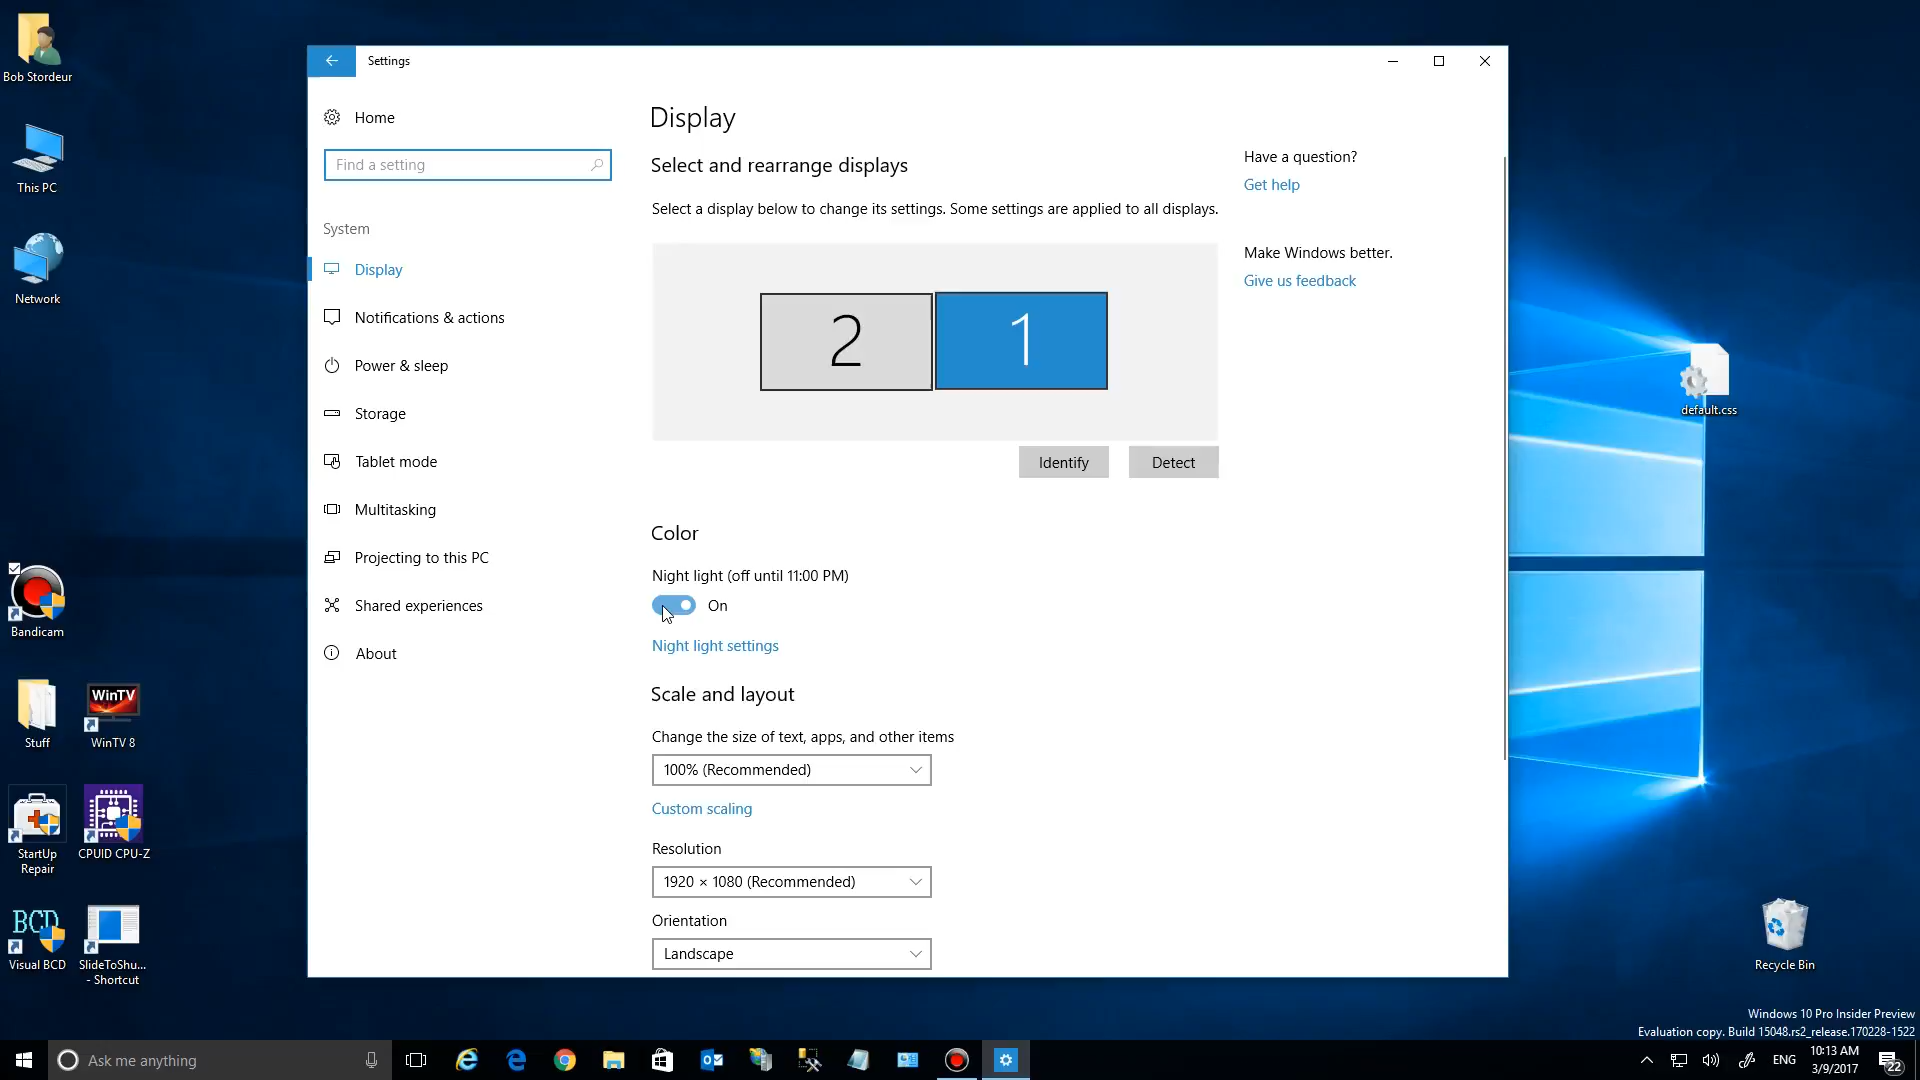 Bob Stordeur
This PC
Network
Bandicam
Stuff
WinTV
WinTV 8
StartUp
Repair
CPUID CPU-Z
BCD
Visual BCD
SlideToShu...
- Shortcut
Settings
Home
Find a setting
System
Display
Notifications & actions
Power & sleep
Storage
Tablet mode
Multitasking
Projecting to this PC
Shared experiences
About
Display
Select and rearrange displays
Select a display below to change its settings. Some settings are applied to all displays.
2
1
Identify
Detect
Color
Night light (off until 11:00 PM)
On
Night light settings
Scale and layout
Change the size of text, apps, and other items
100% (Recommended)
Custom scaling
Resolution
1920 × 1080 (Recommended)
Orientation
Landscape
Have a question?
Get help
Make Windows better.
Give us feedback
default.css
Recycle Bin
Windows 10 Pro Insider Preview
Evaluation copy. Build 15048.rs2_release.170228-1522
Ask me anything
ENG
10:13 AM
3/9/2017
22